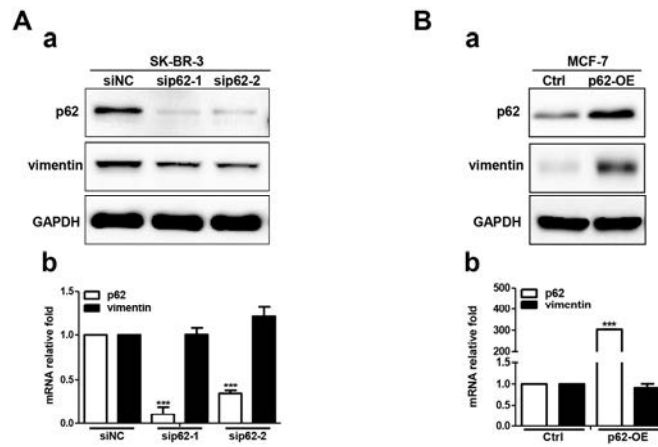 A
a
SK-BR-3
siNC sip62-1 sip62-2
p62
vimentin
GAPDH
b
p62
vimentin
mRNA relative fold
1.5
1.0
0.5
0.0
***
***
siNC sip62-1 sip62-2
B
a
MCF-7
Ctrl p62-OE
p62
vimentin
GAPDH
b
p62
vimentin
mRNA relative fold
500
400
300
200
1.5
1.0
0.5
0.0
***
Ctrl p62-OE